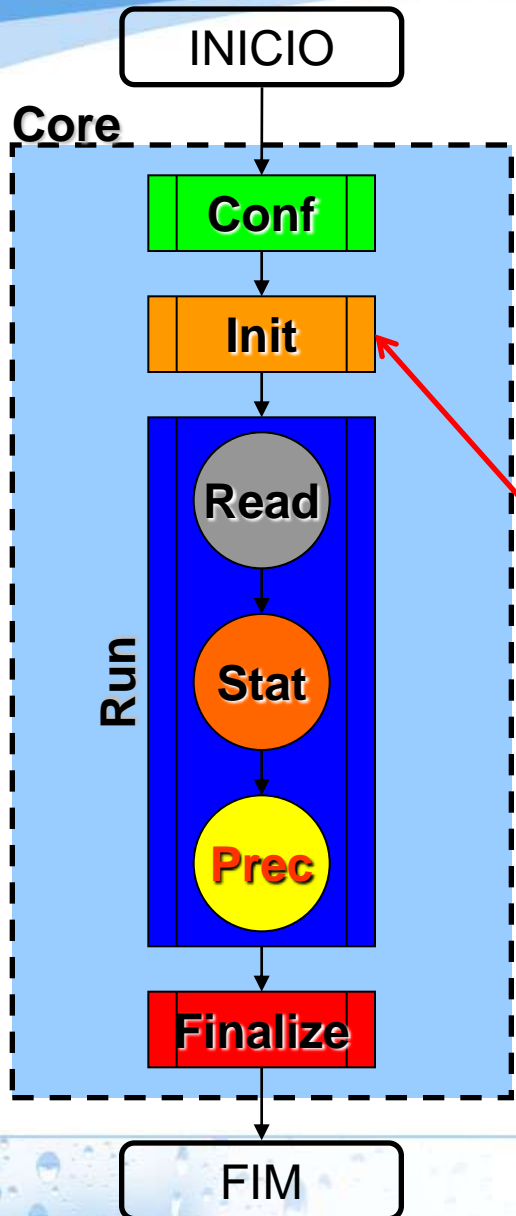 INICIO
Core
Conf
Init
Run
Read
Stat
Prec
Finalize
FIM